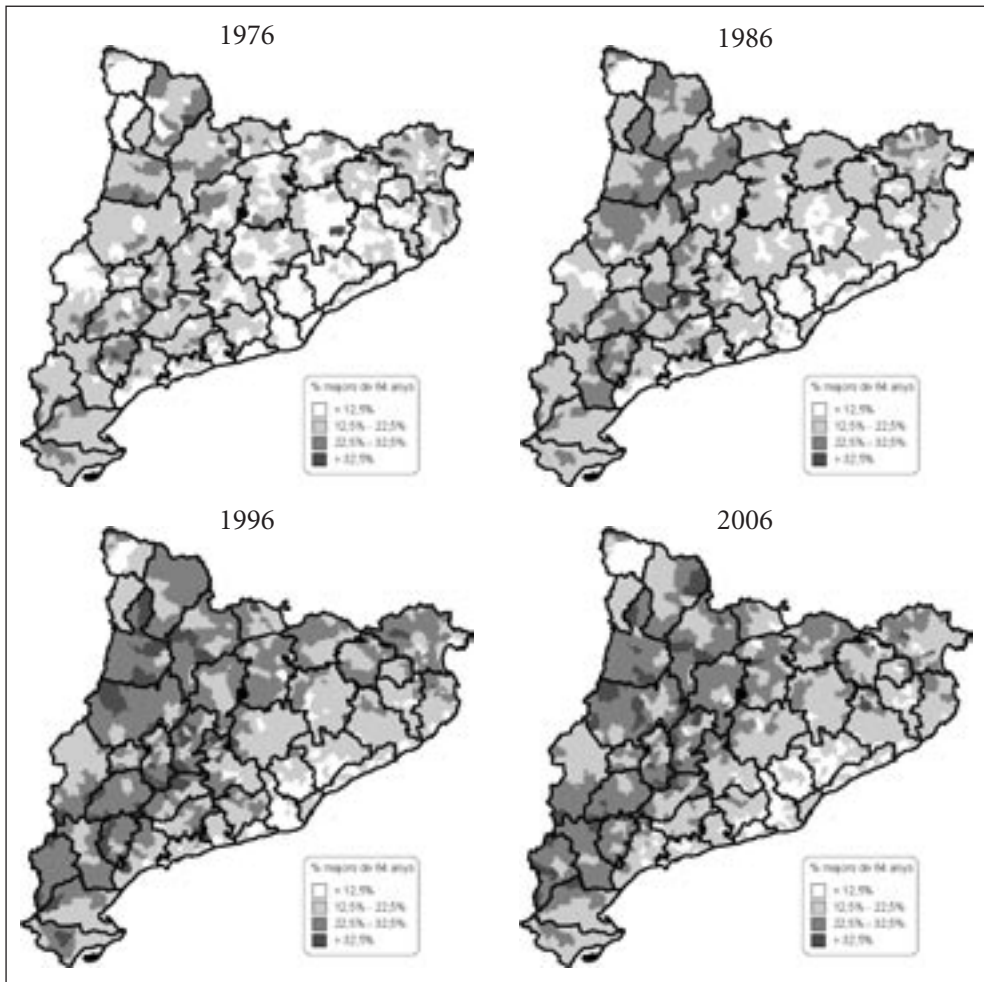 1976
% majors de 64 anys
< 12,5%
12,5% - 22,5%
22,5% - 32,5%
> 32,5%
1986
% majors de 64 anys
< 12,5%
12,5% - 22,5%
22,5% - 32,5%
> 32,5%
1996
% majors de 64 anys
< 12,5%
12,5% - 22,5%
22,5% - 32,5%
> 32,5%
2006
% majors de 64 anys
< 12,5%
12,5% - 22,5%
22,5% - 32,5%
> 32,5%